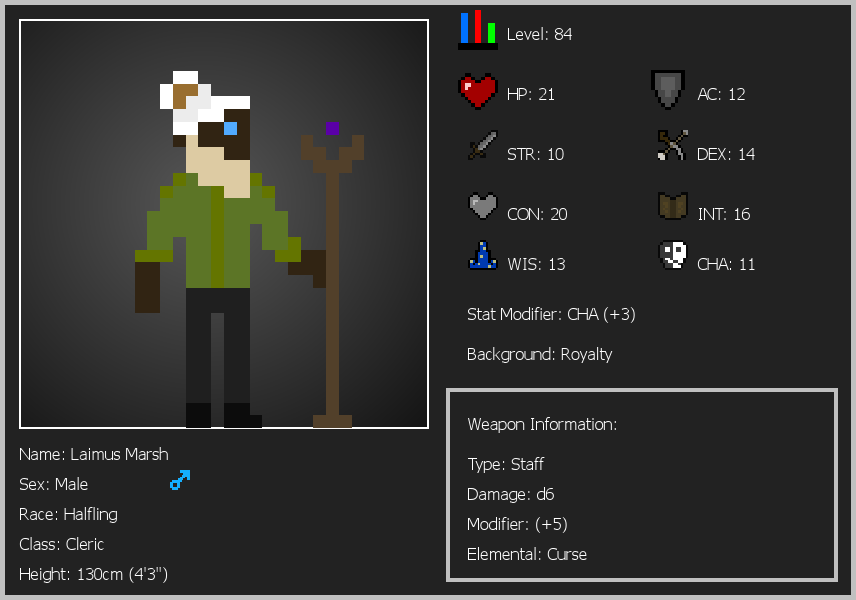 Level: 84
HP: 21
AC: 12
STR: 10
DEX: 14
CON: 20
INT: 16
WIS: 13
CHA: 11
Stat Modifier: CHA (+3)
Background: Royalty
Weapon Information:
Type: Staff
Damage: d6
Modifier: (+5)
Elemental: Curse
Name: Laimus Marsh
Sex: Male
Race: Halfling
Class: Cleric
Height: 130cm (4'3")